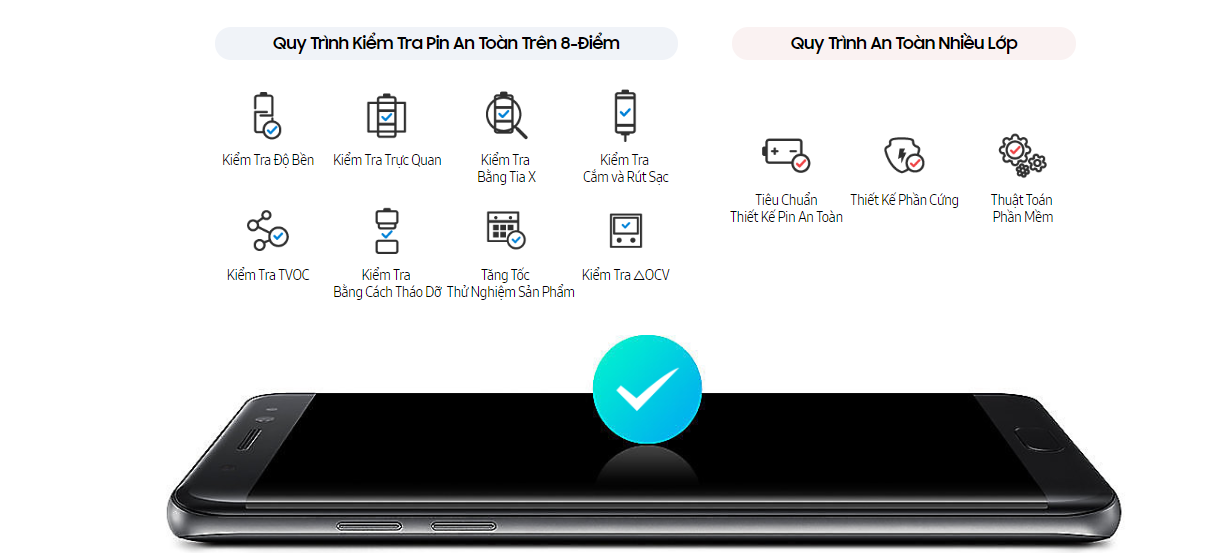 Quy Trình Kiểm Tra Pin An Toàn Trên 8-Điểm
Quy Trình An Toàn Nhiều Lớp
Kiểm Tra Độ Bền
Kiểm Tra Trực Quan
Kiểm Tra
Bằng Tia X
Kiểm Tra
Cắm và Rút Sạc
Kiểm Tra TVOC
Kiểm Tra
Bằng Cách Tháo Dỡ
Tăng Tốc
Thử Nghiệm Sản Phẩm
Kiểm Tra △OCV
Tiêu Chuẩn
Thiết Kế Pin An Toàn
Thiết Kế Phần Cứng
Thuật Toán
Phần Mềm